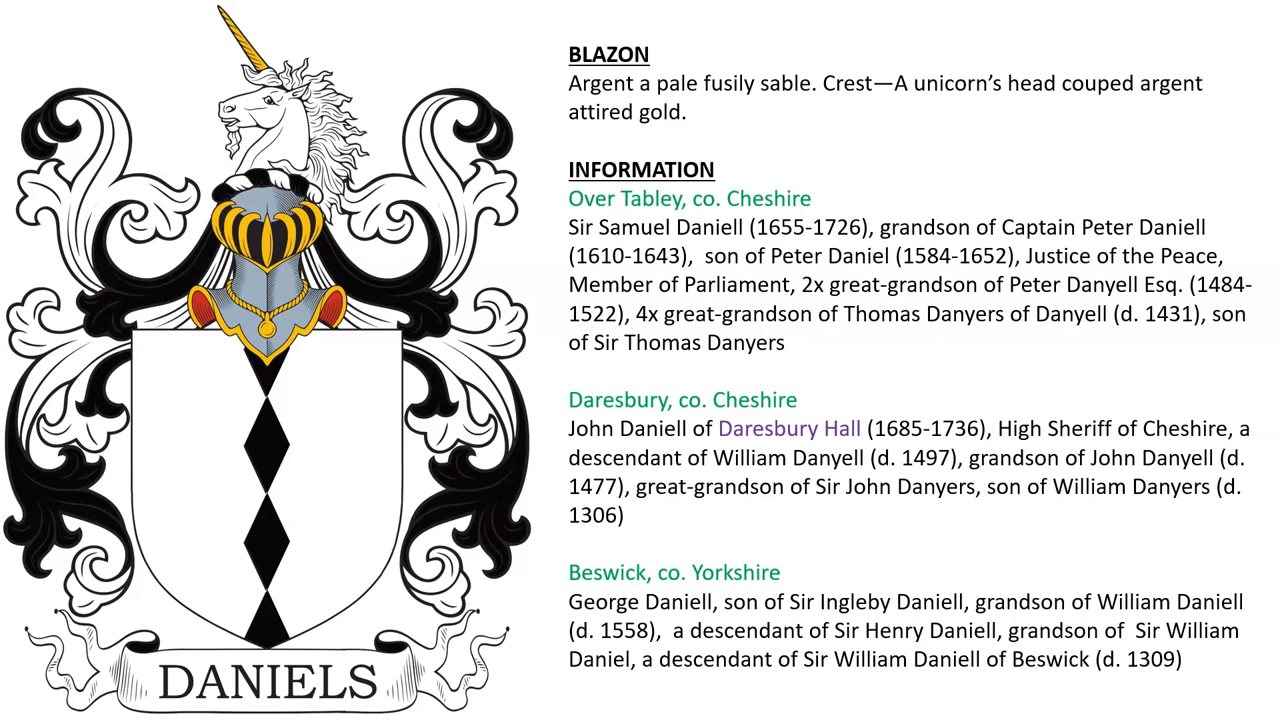 BLAZON
Argent a pale fusily sable. Crest—A unicorn’s head couped argent
attired gold.
INFORMATION
Over Tabley, co. Cheshire
Sir Samuel Daniell (1655-1726), grandson of Captain Peter Daniell
(1610-1643),  son of Peter Daniel (1584-1652), Justice of the Peace,
Member of Parliament, 2x great-grandson of Peter Danyell Esq. (1484-
1522), 4x great-grandson of Thomas Danyers of Danyell (d. 1431), son
of Sir Thomas Danyers
Daresbury, co. Cheshire
John Daniell of Daresbury Hall (1685-1736), High Sheriff of Cheshire, a
descendant of William Danyell (d. 1497), grandson of John Danyell (d.
1477), great-grandson of Sir John Danyers, son of William Danyers (d.
1306)
Beswick, co. Yorkshire
George Daniell, son of Sir Ingleby Daniell, grandson of William Daniell
(d. 1558),  a descendant of Sir Henry Daniell, grandson of  Sir William
Daniel, a descendant of Sir William Daniell of Beswick (d. 1309)
DANIELS